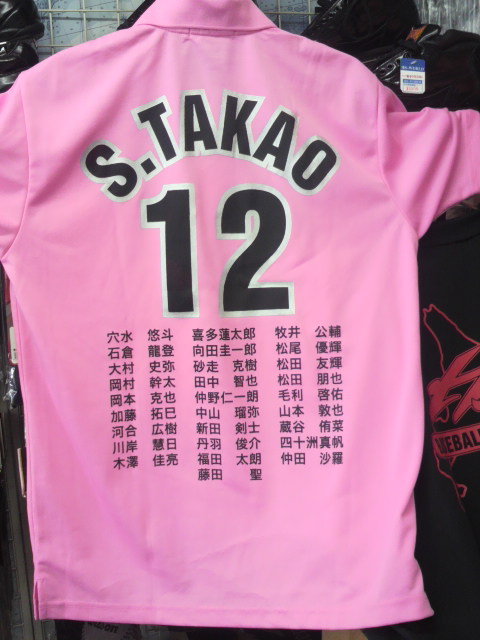 S.TAKAO
12
穴水 悠斗 喜多蓮太郎 牧井 公輔
石倉 龍登 向田圭一郎 松尾 優輝
大村 史弥 砂走 克樹 松田 友輝
岡村 幹太 田中 智也 松田 朋也
岡本 克也 仲野仁一朗 毛利 啓佑
加藤 拓巳 中山 瑠弥 山本 敦也
河合 広樹 新田 剣士 蔵谷 侑菜
川岸 慧日 丹羽 俊介 四十洲真帆
木澤 佳亮 福田 太朗 仲田 沙羅
藤田 聖